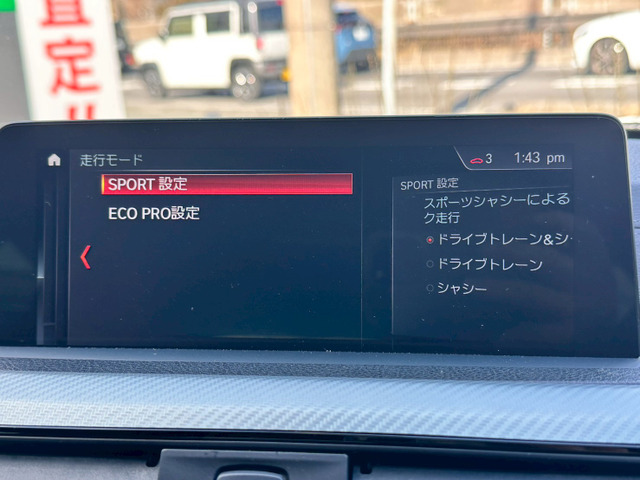 査定!!
走行モード
3 1:43 pm
SPORT 設定
ECO PRO設定
SPORT 設定
スポーツシャシーによる
ク走行
ドライブトレーン&シ
ドライブトレーン
シャシー